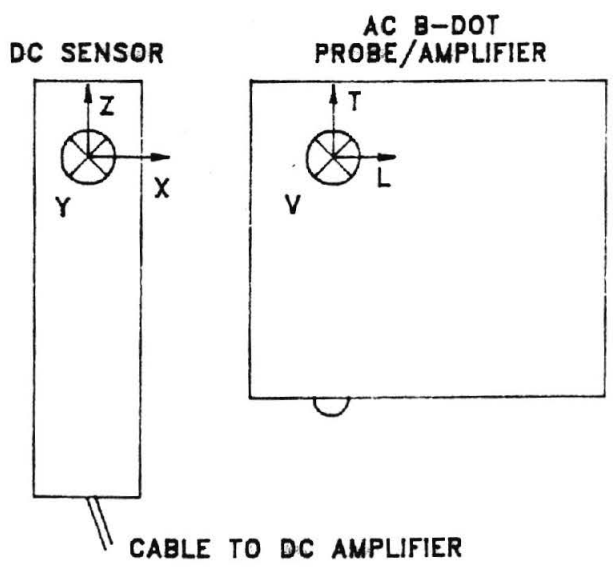 DC SENSOR
AC B-DOT
PROBE/AMPLIFIER
Z
X
Y
T
L
V
CABLE TO DC AMPLIFIER